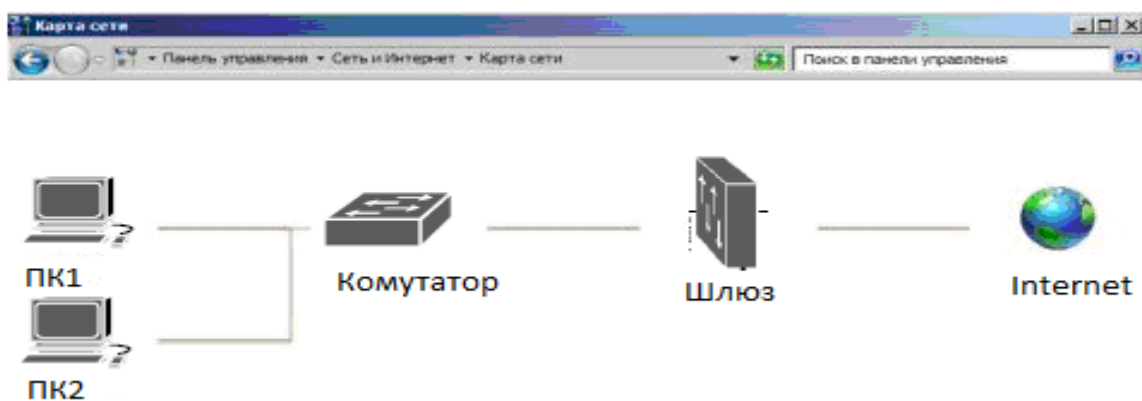 Карта сети
Панель управления ▾ Сеть и Интернет ▾ Карта сети
Поиск в панели управления
ПК1
Комутатор
Шлюз
Internet
ПК2